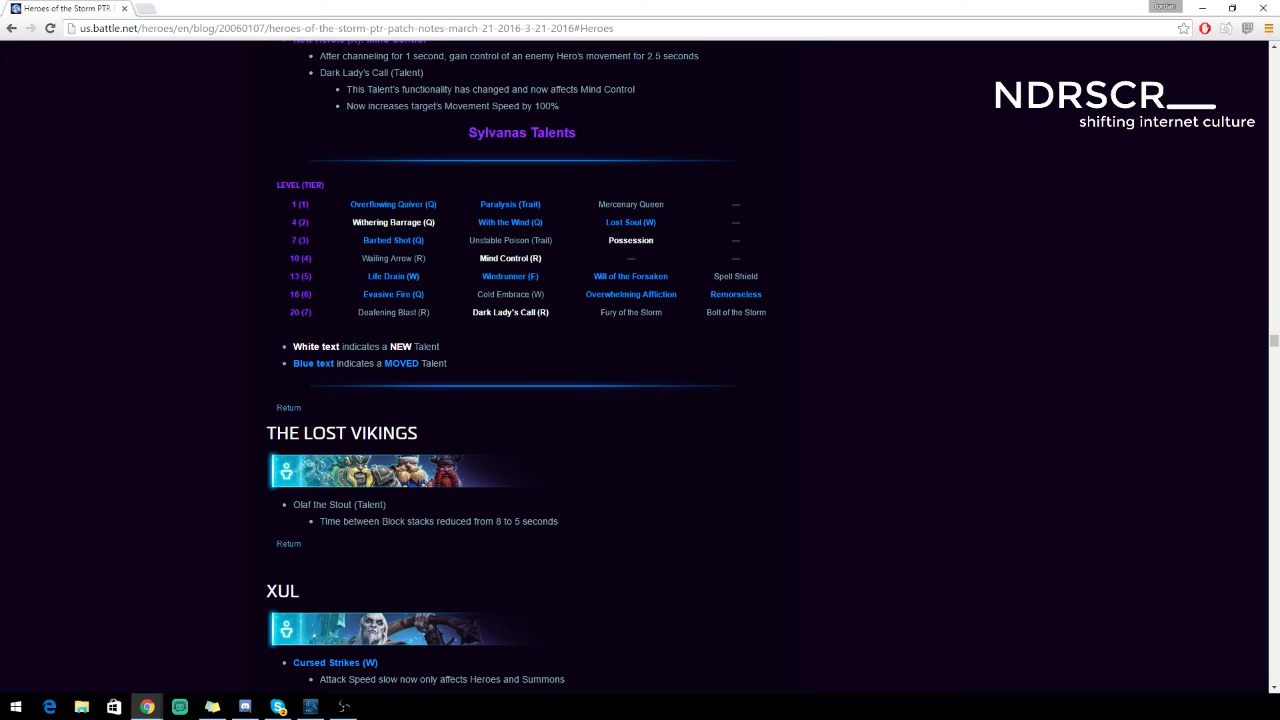 Heroes of the Storm PTR
Jorden
us.battle.net/heroes/en/blog/20060107/heroes-of-the-storm-ptr-patch-notes-march-21-2016-3-21-2016#Heroes
New Heroic (R): Mind Control
After channeling for 1 second, gain control of an enemy Hero's movement for 2.5 seconds
Dark Lady's Call (Talent)
This Talent's functionality has changed and now affects Mind Control
Now increases target's Movement Speed by 100%
NDRSCR__
shifting internet culture
Sylvanas Talents
LEVEL (TIER)
1 (1) Overflowing Quiver (Q) Paralysis (Trait) Mercenary Queen —
4 (2) Withering Barrage (Q) With the Wind (Q) Lost Soul (W) —
7 (3) Barbed Shot (Q) Unstable Poison (Trait) Possession —
10 (4) Wailing Arrow (R) Mind Control (R) — —
13 (5) Life Drain (W) Windrunner (E) Will of the Forsaken Spell Shield
16 (6) Evasive Fire (Q) Cold Embrace (W) Overwhelming Affliction Remorseless
20 (7) Deafening Blast (R) Dark Lady's Call (R) Fury of the Storm Bolt of the Storm
White text indicates a NEW Talent
Blue text indicates a MOVED Talent
Return
THE LOST VIKINGS
Olaf the Stout (Talent)
Time between Block stacks reduced from 8 to 5 seconds
Return
XUL
Cursed Strikes (W)
Attack Speed slow now only affects Heroes and Summons